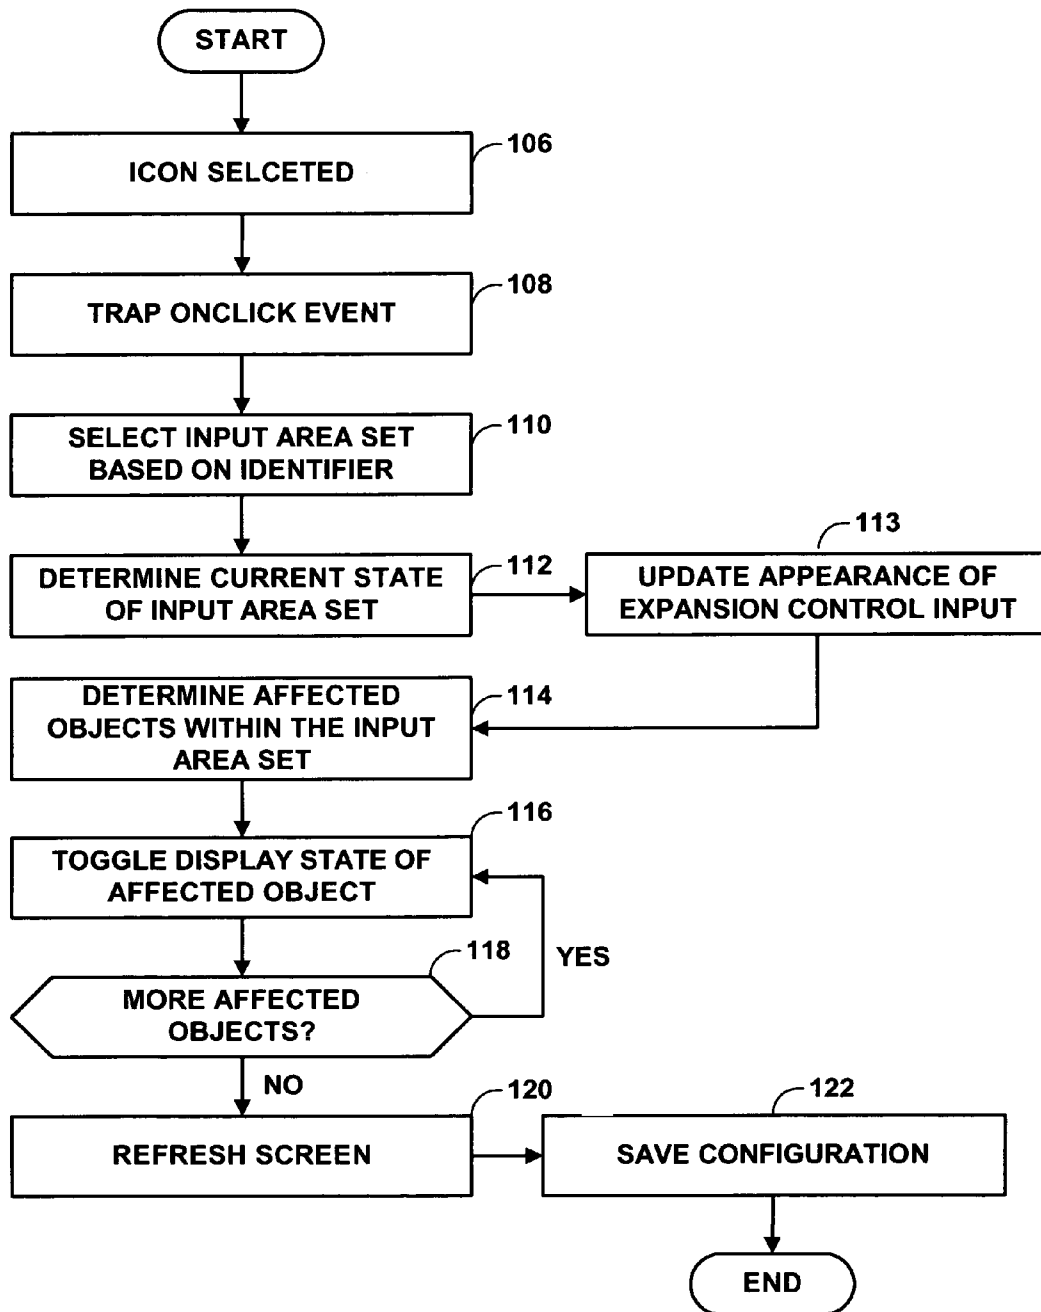 START
106
ICON SELCETED
108
TRAP ONCLICK EVENT
110
SELECT INPUT AREA SET
BASED ON IDENTIFIER
112
DETERMINE CURRENT STATE
OF INPUT AREA SET
113
UPDATE APPEARANCE OF
EXPANSION CONTROL INPUT
114
DETERMINE AFFECTED
OBJECTS WITHIN THE INPUT
AREA SET
116
TOGGLE DISPLAY STATE OF
AFFECTED OBJECT
118
YES
MORE AFFECTED
OBJECTS?
NO
120
REFRESH SCREEN
122
SAVE CONFIGURATION
END